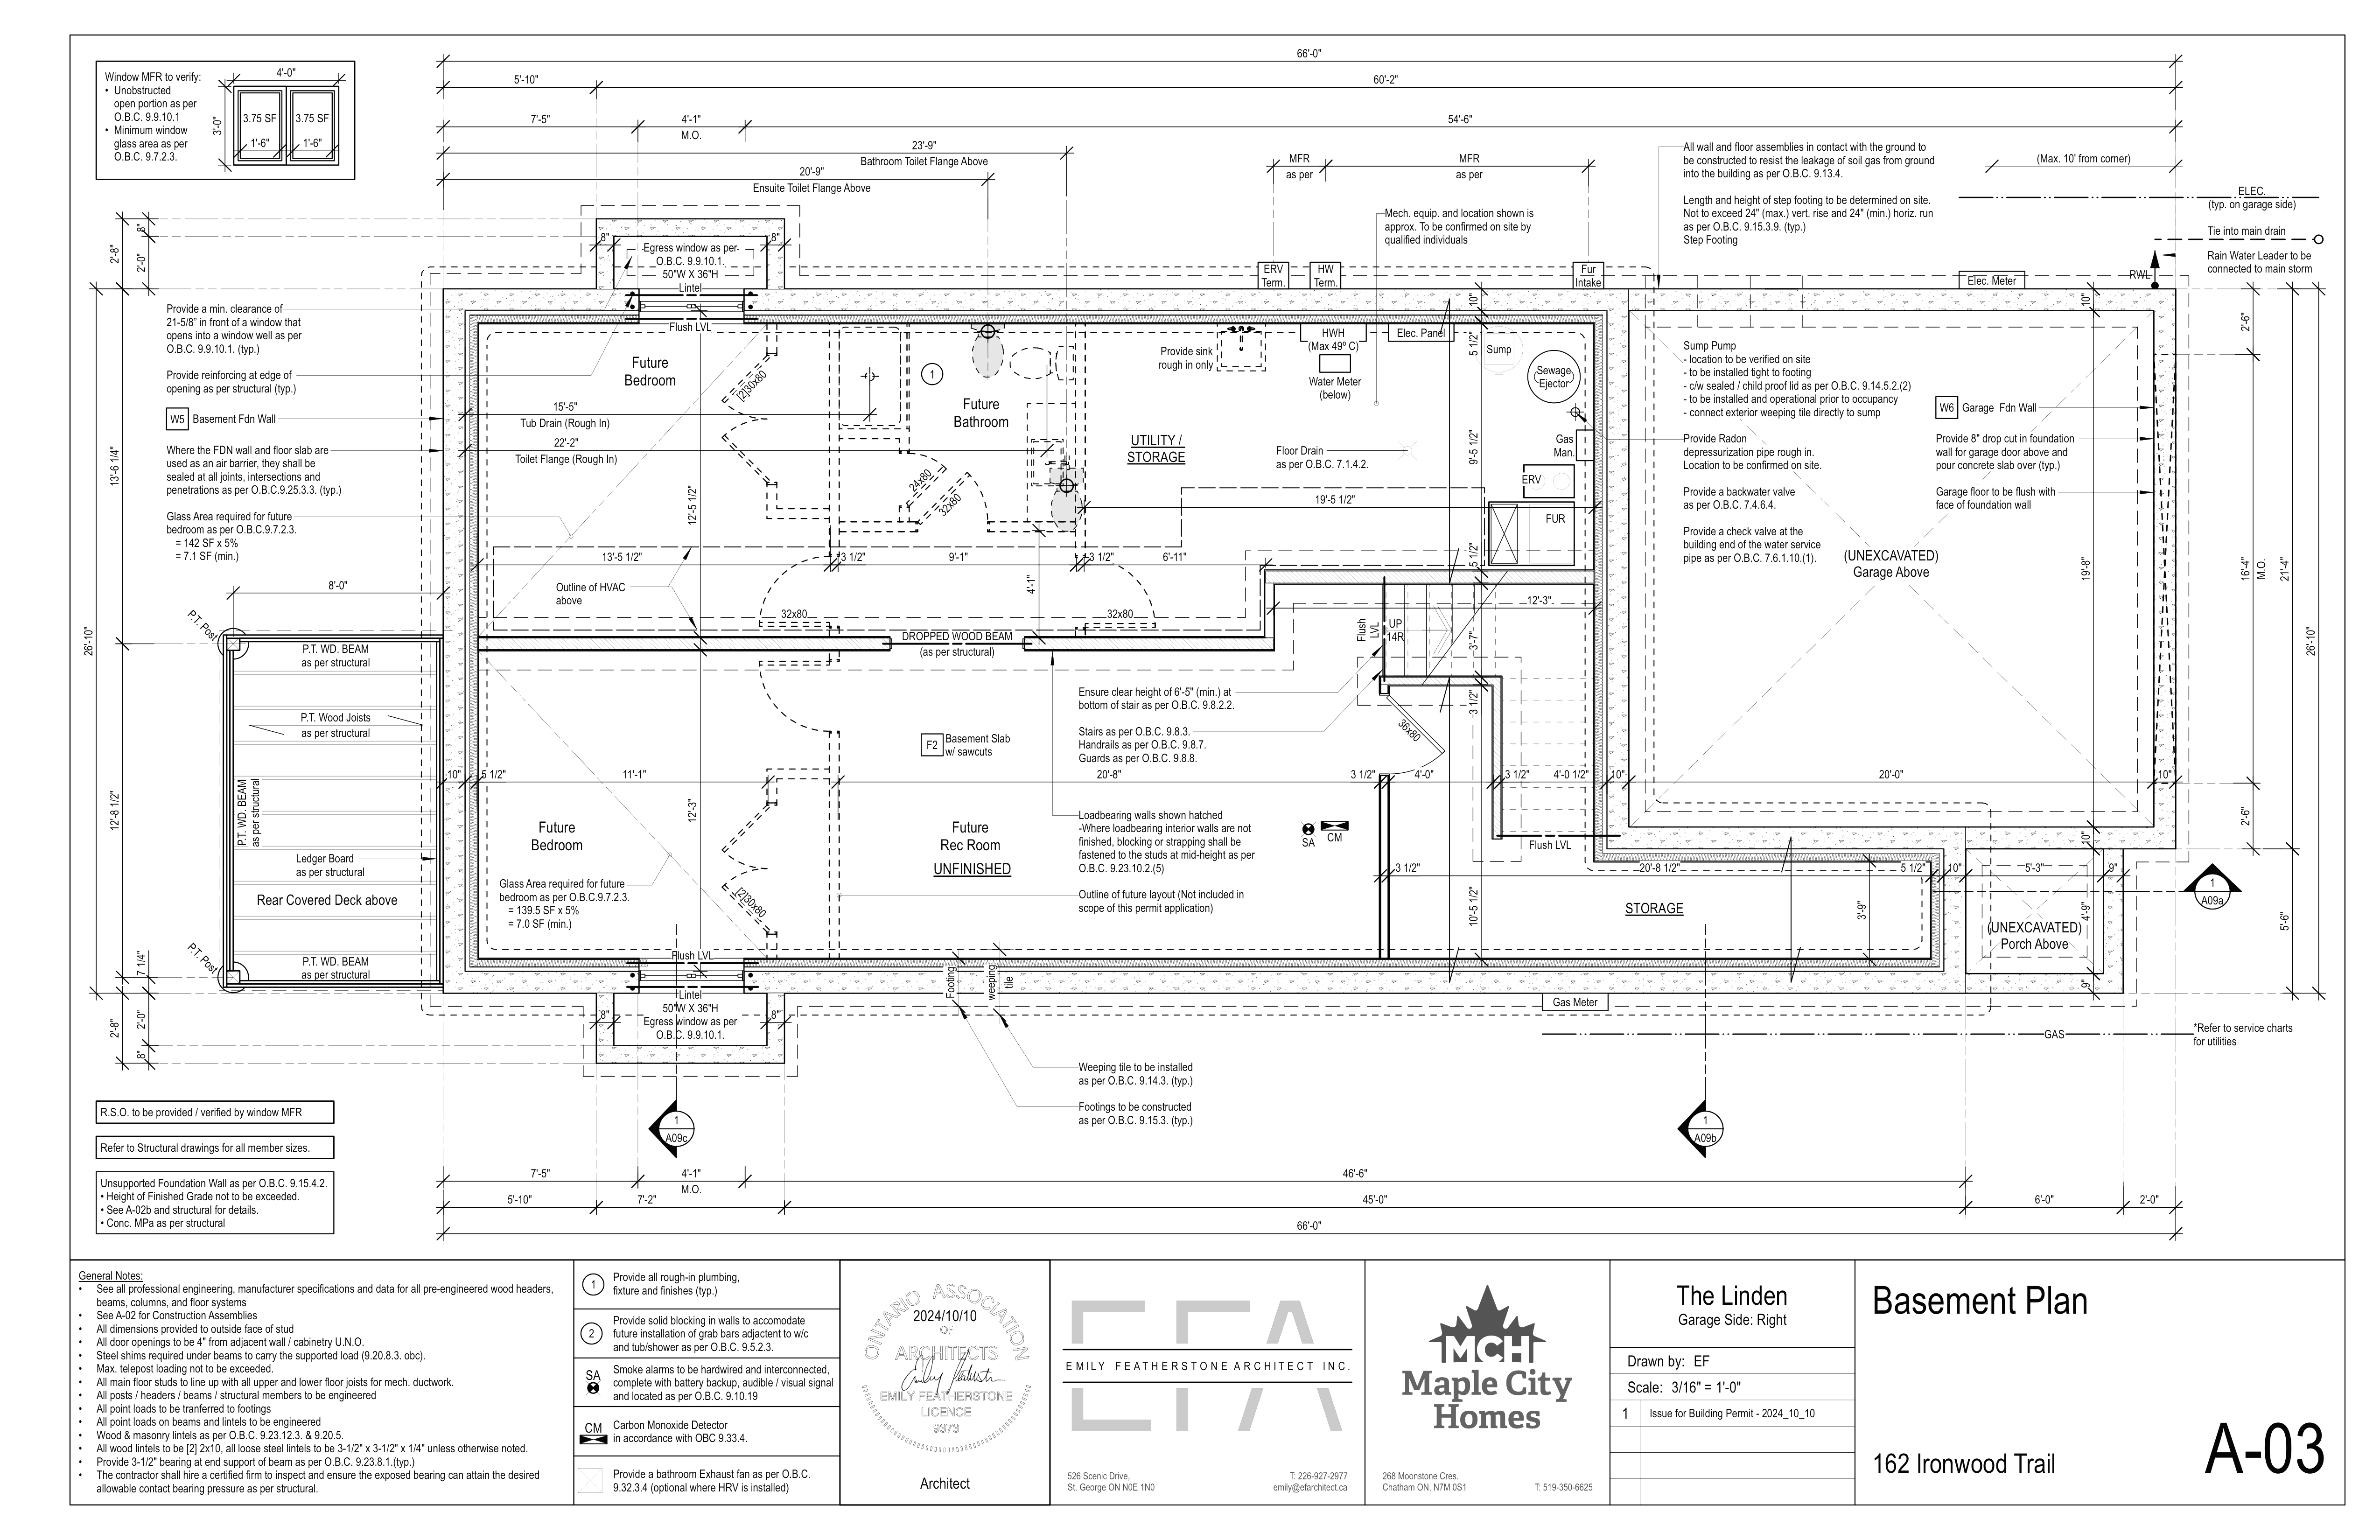 66'-0"
5'-10"
60'-2"
7'-5"
4'-1"
M.O.
54'-6"
23'-9"
Bathroom Toilet Flange Above
20'-9"
Ensuite Toilet Flange Above
MFR
as per
MFR
as per
(Max. 10' from corner)
Window MFR to verify:
• Unobstructed
open portion as per
O.B.C. 9.9.10.1
• Minimum window
glass area as per
O.B.C. 9.7.2.3.
4'-0"
3'-0"
3.75 SF
3.75 SF
1'-6"
1'-6"
All wall and floor assemblies in contact with the ground to
be constructed to resist the leakage of soil gas from ground
into the building as per O.B.C. 9.13.4.
Length and height of step footing to be determined on site.
Not to exceed 24" (max.) vert. rise and 24" (min.) horiz. run
as per O.B.C. 9.15.3.9. (typ.)
Step Footing
ELEC.
(typ. on garage side)
Tie into main drain
Rain Water Leader to be
connected to main storm
RWL
Mech. equip. and location shown is
approx. To be confirmed on site by
qualified individuals
8"
2'-8"
2'-0"
8"
8"
Egress window as per
O.B.C. 9.9.10.1.
50"W X 36"H
Lintel
Flush LVL
ERV
Term.
HW
Term.
Fur
Intake
Elec. Meter
Provide a min. clearance of
21-5/8" in front of a window that
opens into a window well as per
O.B.C. 9.9.10.1. (typ.)
Provide reinforcing at edge of
opening as per structural (typ.)
W5 Basement Fdn Wall
Where the FDN wall and floor slab are
used as an air barrier, they shall be
sealed at all joints, intersections and
penetrations as per O.B.C.9.25.3.3. (typ.)
Glass Area required for future
bedroom as per O.B.C.9.7.2.3.
= 142 SF x 5%
= 7.1 SF (min.)
Future
Bedroom
[2]30x80
15'-5"
Tub Drain (Rough In)
22'-2"
Toilet Flange (Rough In)
1
Future
Bathroom
24x80
32x80
UTILITY /
STORAGE
Provide sink
rough in only
HWH
(Max 49º C)
Water Meter
(below)
Elec. Panel
Sump
Sewage
Ejector
Floor Drain
as per O.B.C. 7.1.4.2.
Gas
Man.
ERV
FUR
10"
5 1/2"
9'-5 1/2"
5 1/2"
19'-5 1/2"
Sump Pump
- location to be verified on site
- to be installed tight to footing
- c/w sealed / child proof lid as per O.B.C. 9.14.5.2.(2)
- to be installed and operational prior to occupancy
- connect exterior weeping tile directly to sump
Provide Radon
depressurization pipe rough in.
Location to be confirmed on site.
Provide a backwater valve
as per O.B.C. 7.4.6.4.
Provide a check valve at the
building end of the water service
pipe as per O.B.C. 7.6.1.10.(1).
W6 Garage Fdn Wall
Provide 8" drop cut in foundation
wall for garage door above and
pour concrete slab over (typ.)
Garage floor to be flush with
face of foundation wall
(UNEXCAVATED)
Garage Above
10"
19'-8"
10"
2'-6"
16'-4"
M.O.
21'-4"
2'-6"
26'-10"
5'-6"
13'-6 1/4"
26'-10"
12'-8 1/2"
7 1/4"
12'-5 1/2"
13'-5 1/2"
3 1/2"
9'-1"
3 1/2"
6'-11"
4'-1"
Outline of HVAC
above
32x80
32x80
DROPPED WOOD BEAM
(as per structural)
12'-3"
Flush
LVL
UP
14R
3'-7"
3 1/2"
8'-0"
P.T. Post
P.T. WD. BEAM
as per structural
P.T. Wood Joists
as per structural
P.T. WD. BEAM
as per structural
Ledger Board
as per structural
Rear Covered Deck above
P.T. Post
P.T. WD. BEAM
as per structural
Ensure clear height of 6'-5" (min.) at
bottom of stair as per O.B.C. 9.8.2.2.
Stairs as per O.B.C. 9.8.3.
Handrails as per O.B.C. 9.8.7.
Guards as per O.B.C. 9.8.8.
F2
Basement Slab
w/ sawcuts
36x80
10"
5 1/2"
11'-1"
20'-8"
3 1/2"
4'-0"
3 1/2"
4'-0 1/2"
10"
20'-0"
10"
12'-3"
Future
Bedroom
[2]30x80
Glass Area required for future
bedroom as per O.B.C.9.7.2.3.
= 139.5 SF x 5%
= 7.0 SF (min.)
Future
Rec Room
UNFINISHED
Loadbearing walls shown hatched
-Where loadbearing interior walls are not
finished, blocking or strapping shall be
fastened to the studs at mid-height as per
O.B.C. 9.23.10.2.(5)
Outline of future layout (Not included in
scope of this permit application)
SA
CM
Flush LVL
3 1/2"
20'-8 1/2"
5 1/2"
10"
5'-3"
9"
10'-5 1/2"
STORAGE
3'-9"
4'-9"
9"
(UNEXCAVATED)
Porch Above
1
A09a
Flush LVL
Lintel
50"W X 36"H
Egress window as per
O.B.C. 9.9.10.1.
8"
8"
2'-8"
2'-0"
8"
Footing
weeping
tile
Gas Meter
GAS
*Refer to service charts
for utilities
Weeping tile to be installed
as per O.B.C. 9.14.3. (typ.)
Footings to be constructed
as per O.B.C. 9.15.3. (typ.)
1
A09c
1
A09b
R.S.O. to be provided / verified by window MFR
Refer to Structural drawings for all member sizes.
Unsupported Foundation Wall as per O.B.C. 9.15.4.2.
• Height of Finished Grade not to be exceeded.
• See A-02b and structural for details.
• Conc. MPa as per structural
7'-5"
4'-1"
M.O.
46'-6"
5'-10"
7'-2"
45'-0"
6'-0"
2'-0"
66'-0"
General Notes:
• See all professional engineering, manufacturer specifications and data for all pre-engineered wood headers,
beams, columns, and floor systems
• See A-02 for Construction Assemblies
• All dimensions provided to outside face of stud
• All door openings to be 4" from adjacent wall / cabinetry U.N.O.
• Steel shims required under beams to carry the supported load (9.20.8.3. obc).
• Max. telepost loading not to be exceeded.
• All main floor studs to line up with all upper and lower floor joists for mech. ductwork.
• All posts / headers / beams / structural members to be engineered
• All point loads to be tranferred to footings
• All point loads on beams and lintels to be engineered
• Wood & masonry lintels as per O.B.C. 9.23.12.3. & 9.20.5.
• All wood lintels to be [2] 2x10, all loose steel lintels to be 3-1/2" x 3-1/2" x 1/4" unless otherwise noted.
• Provide 3-1/2" bearing at end support of beam as per O.B.C. 9.23.8.1.(typ.)
• The contractor shall hire a certified firm to inspect and ensure the exposed bearing can attain the desired
allowable contact bearing pressure as per structural.
1
Provide all rough-in plumbing,
fixture and finishes (typ.)
2
Provide solid blocking in walls to accomodate
future installation of grab bars adjactent to w/c
and tub/shower as per O.B.C. 9.5.2.3.
SA
Smoke alarms to be hardwired and interconnected,
complete with battery backup, audible / visual signal
and located as per O.B.C. 9.10.19
CM
Carbon Monoxide Detector
in accordance with OBC 9.33.4.
Provide a bathroom Exhaust fan as per O.B.C.
9.32.3.4 (optional where HRV is installed)
ONTARIO ASSOCIATION
2024/10/10
OF
ARCHITECTS
Emily Featherstone
EMILY FEATHERSTONE
LICENCE
9373
Architect
EFA
EMILY FEATHERSTONE ARCHITECT INC.
526 Scenic Drive,
St. George ON N0E 1N0
T: 226-927-2977
emily@efarchitect.ca
MCH
Maple City
Homes
268 Moonstone Cres.
Chatham ON, N7M 0S1
T: 519-350-6625
The Linden
Garage Side: Right
Drawn by: EF
Scale: 3/16" = 1'-0"
1 Issue for Building Permit - 2024_10_10
Basement Plan
162 Ironwood Trail
A-03